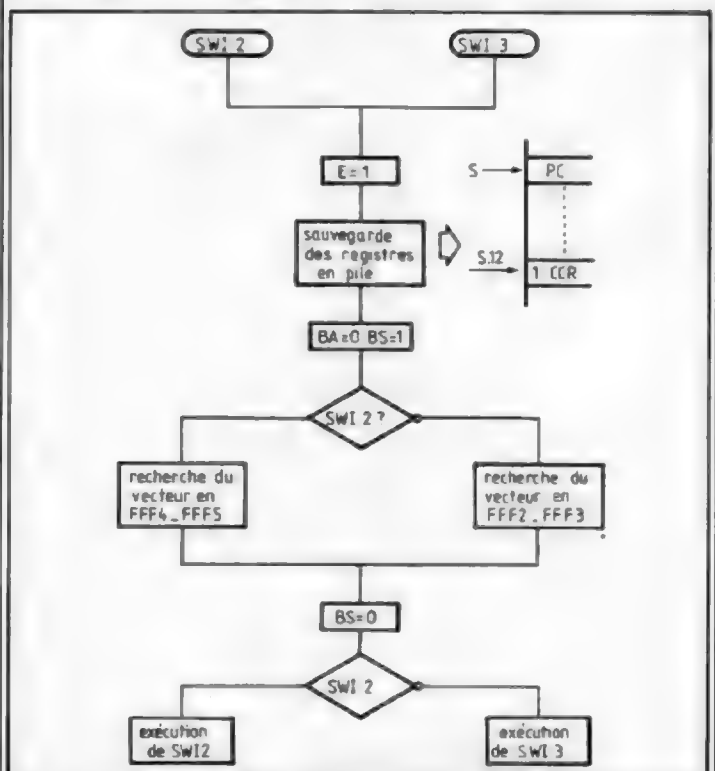 SWI 2
SWI 3
E=1
S
PC
sauvegarde
des registres
en pile
S.12
1 CCR
BA=0 BS=1
SWI 2?
recherche du
vecteur en
FFF4_FFF5
recherche du
vecteur en
FFF2_FFF3
BS=0
SWI 2
exécution
de SWI2
exécution
de SWI 3